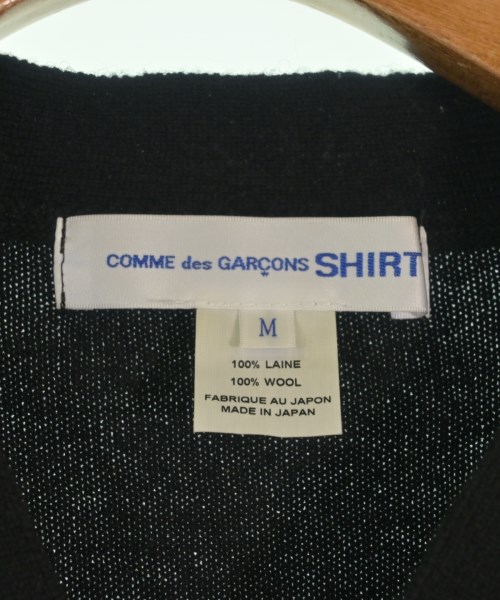 COMME des GARÇONS SHIRT
M
100% LAINE
100% WOOL
FABRIQUE AU JAPON
MADE IN JAPAN